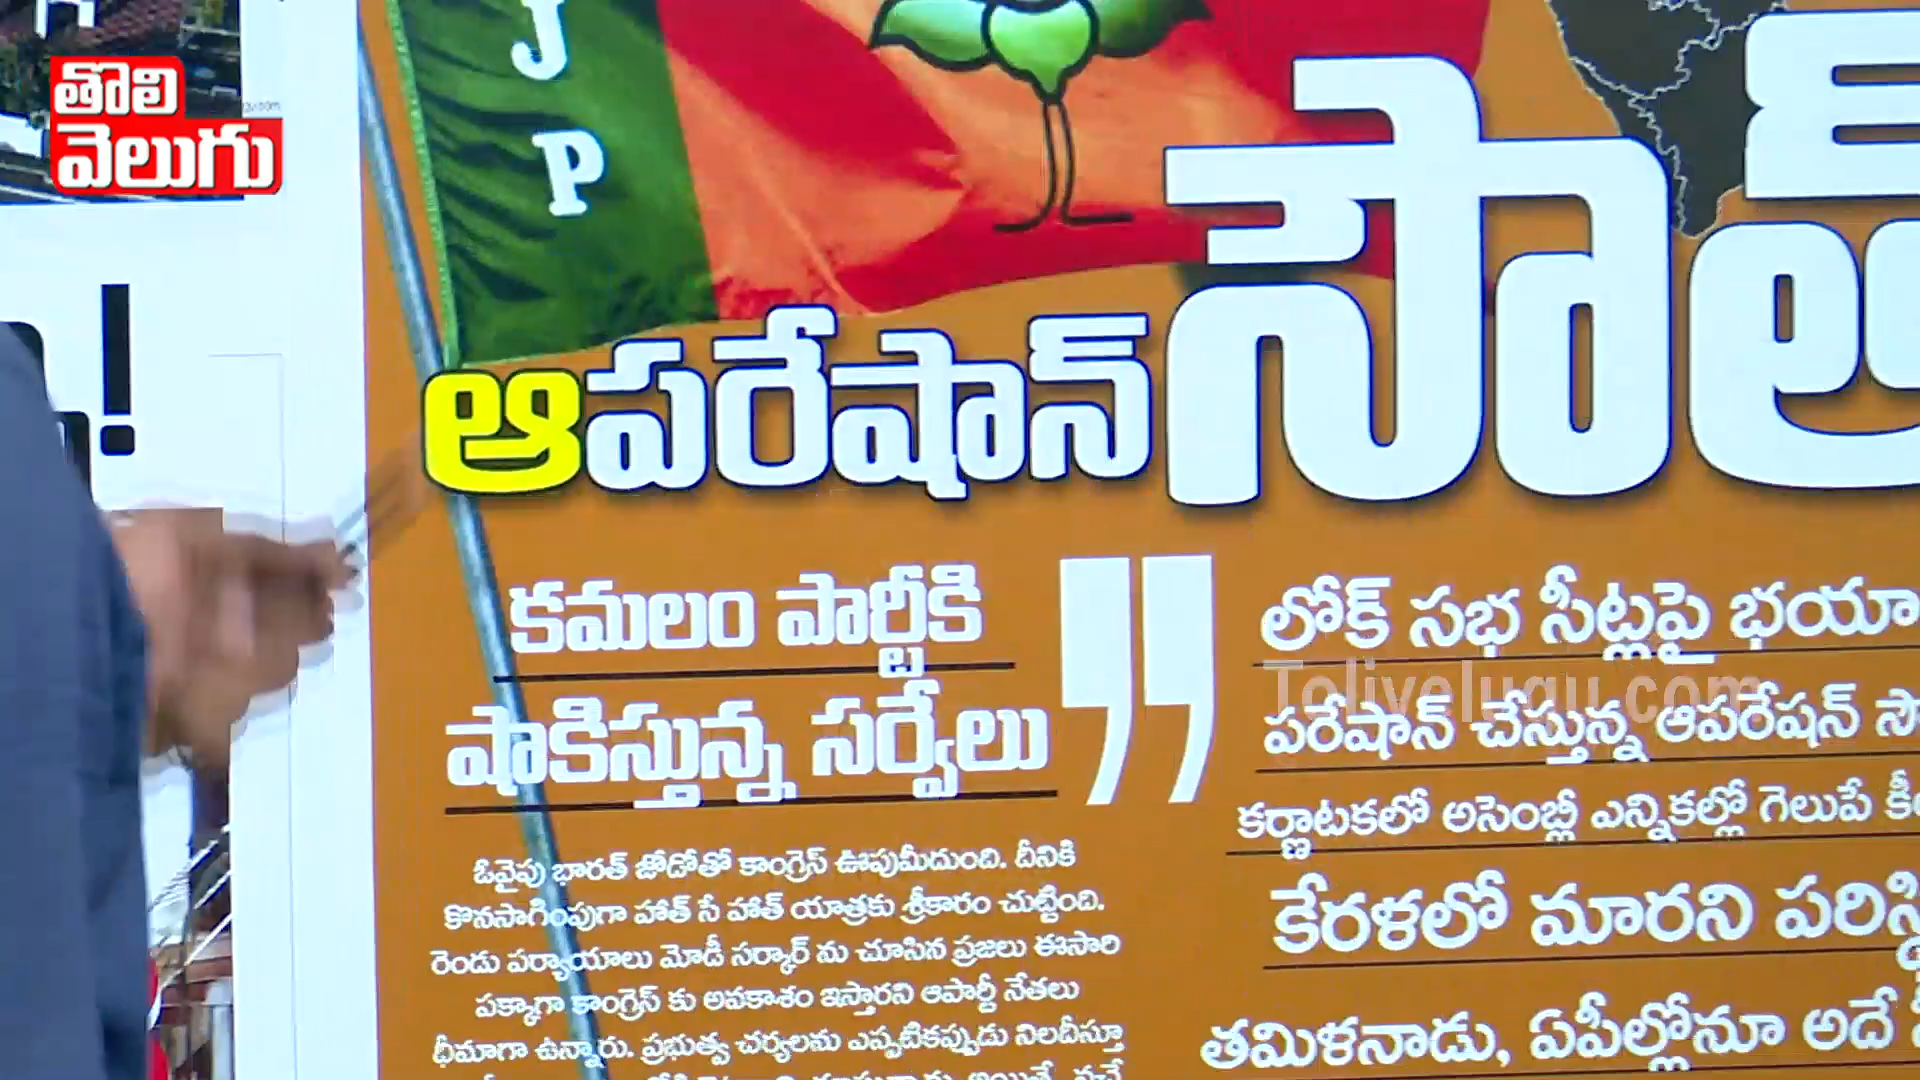 తొలి
వెలుగు
J
P
ఆపరేషాన్ సౌత్
కమలం పార్టీకి
షాకిస్తున్న సర్వేలు
ఓవైపు భారత్ జోడోతో కాంగ్రెస్ ఊపుమీదుంది. దీనికి
కొనసాగింపుగా హాత్ సే హాత్ యాత్రకు శ్రీకారం చుట్టింది.
రెండు పర్యాయాలు మోడీ సర్కార్ ను చూసిన ప్రజలు ఈసారి
పక్కాగా కాంగ్రెస్ కు అవకాశం ఇస్తారని ఆపార్టీ నేతలు
ధీమాగా ఉన్నారు. ప్రభుత్వ చర్యలను ఎప్పటికప్పుడు నిలదీస్తూ
లోక్ సభ సీట్లపై భయా
Tolivelugu.com
పరేషాన్ చేస్తున్న ఆపరేషన్ సౌ
కర్ణాటకలో అసెంబ్లీ ఎన్నికల్లో గెలుపే కీ
కేరళలో మారని పరిస్థి
తమిళనాడు, ఏపీల్లోనూ అదే